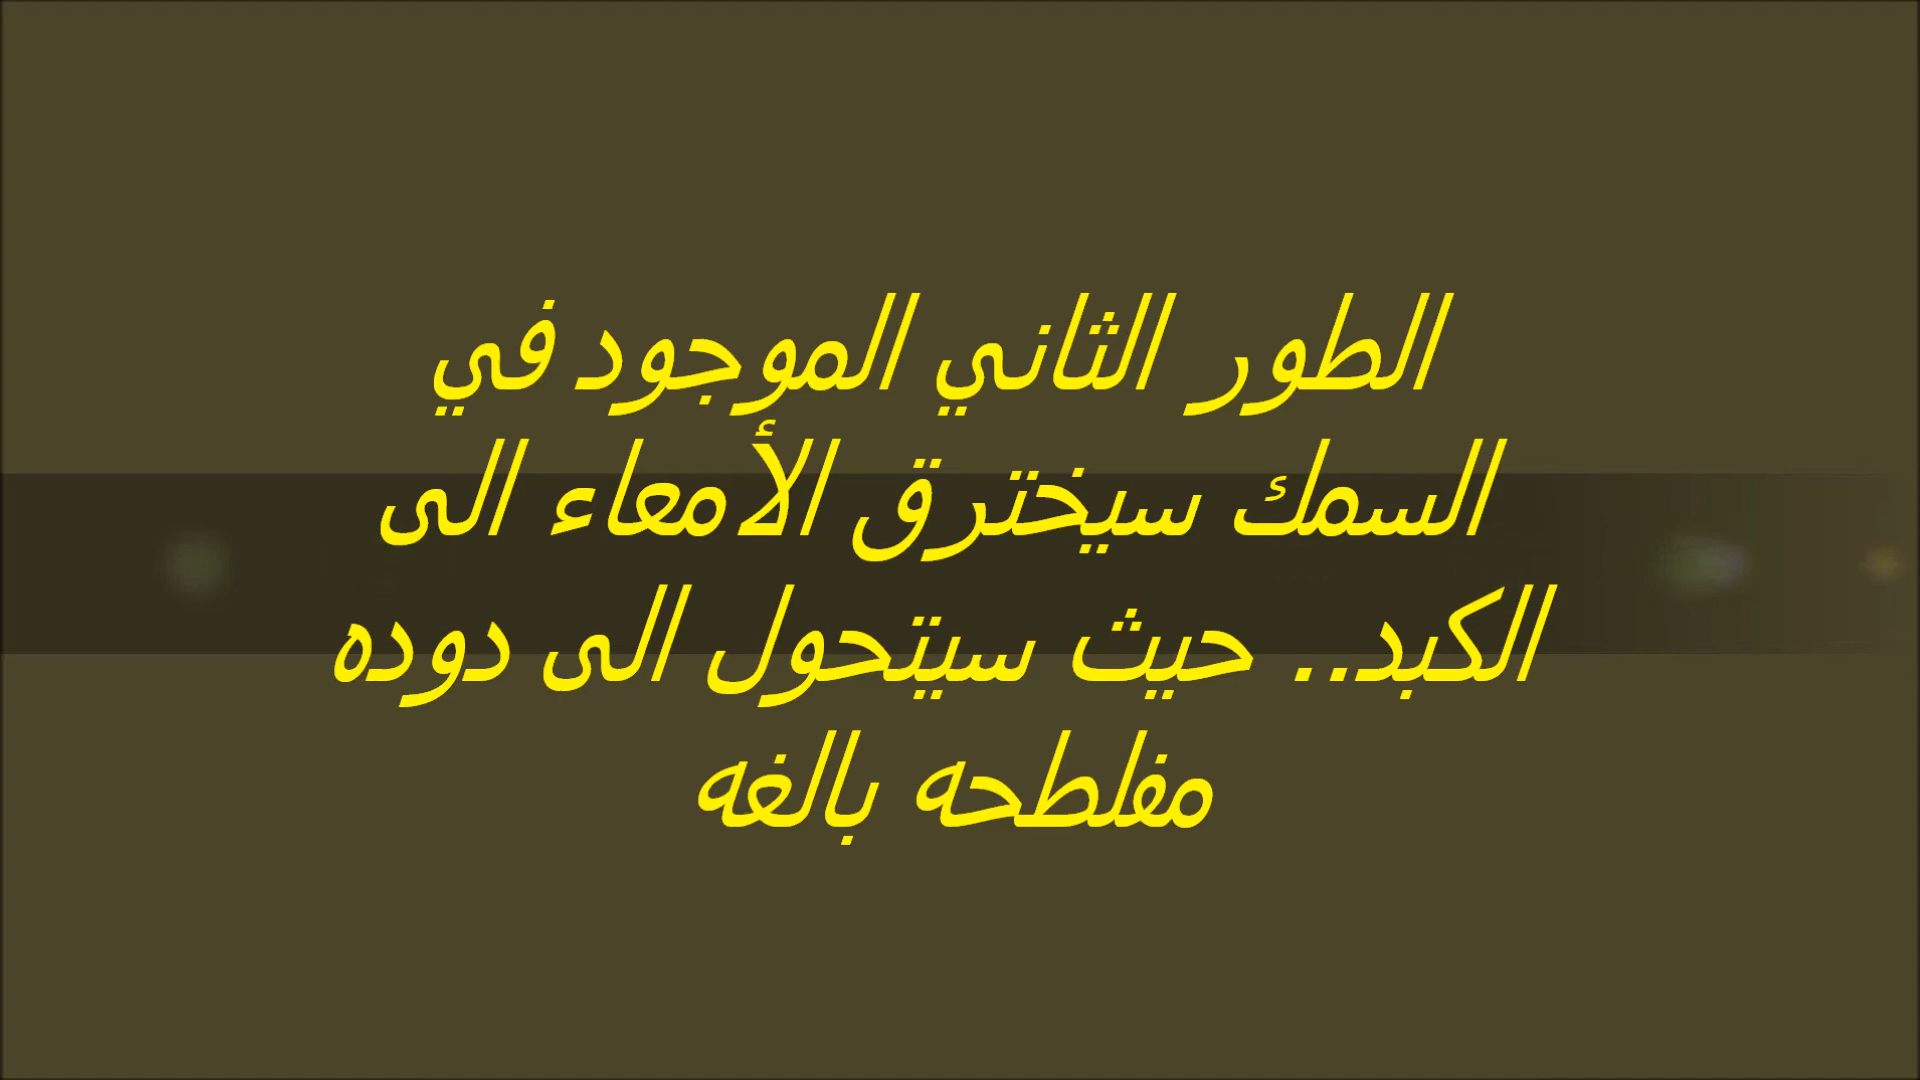 الطور الثاني الموجود في
السمك سيخترق الأمعاء الى
الكبد.. حيث سيتحول الى دوده
مفلطحه بالغه